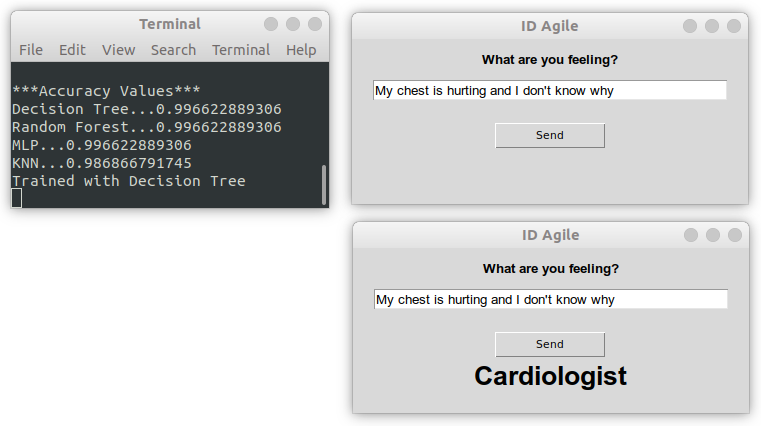 Terminal
File Edit View Search Terminal Help
***Accuracy Values***
Decision Tree...0.996622889306
Random Forest...0.996622889306
MLP...0.996622889306
KNN...0.986866791745
Trained with Decision Tree
ID Agile
What are you feeling?
My chest is hurting and I don't know why
Send
ID Agile
What are you feeling?
My chest is hurting and I don't know why
Send
Cardiologist